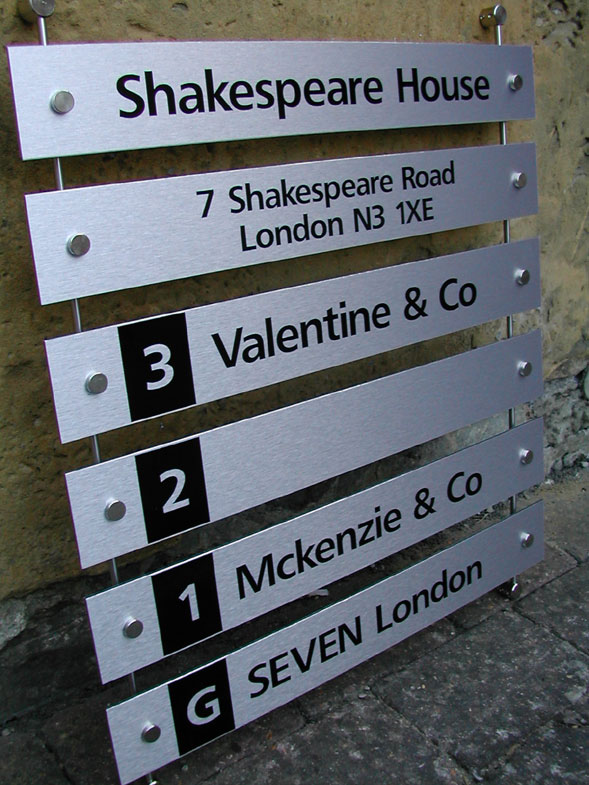 Shakespeare House
7 Shakespeare Road
London N3 1XE
3 Valentine & Co
2
1 Mckenzie & Co
G SEVEN London